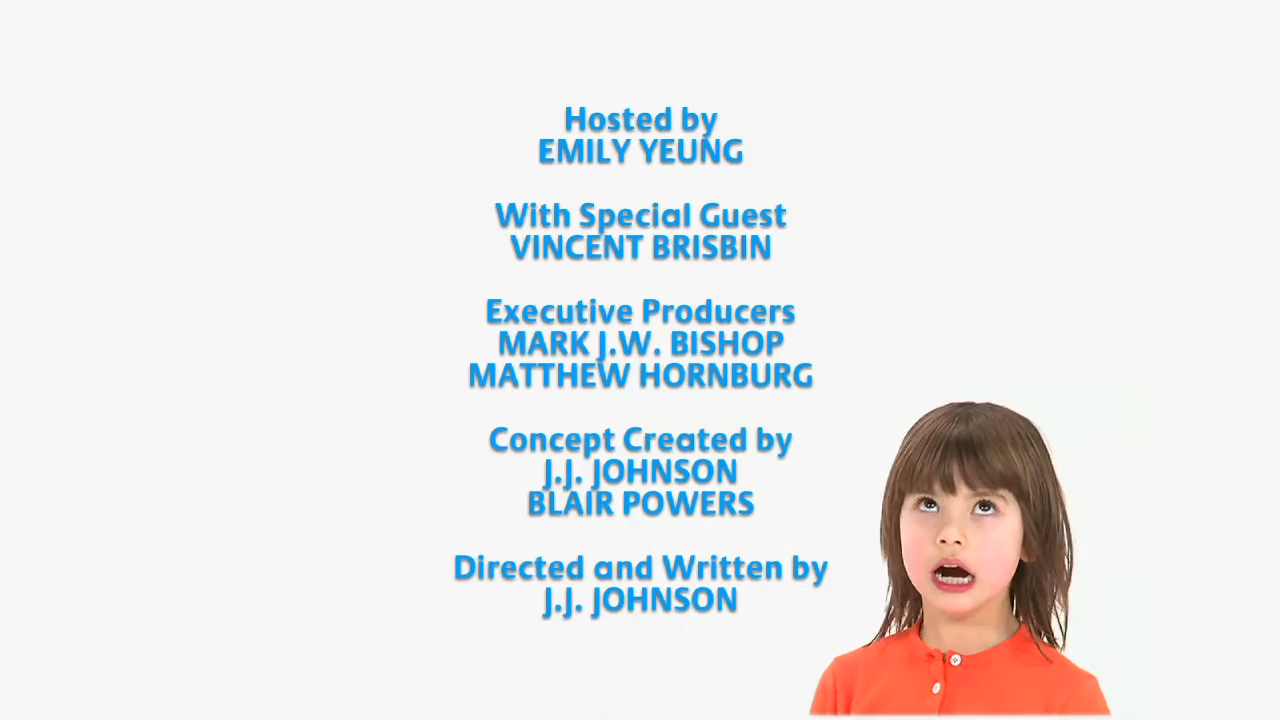 Hosted by
EMILY YEUNG
With Special Guest
VINCENT BRISBIN
Executive Producers
MARK J.W. BISHOP
MATTHEW HORNBURG
Concept Created by
J.J. JOHNSON
BLAIR POWERS
Directed and Written by
J.J. JOHNSON